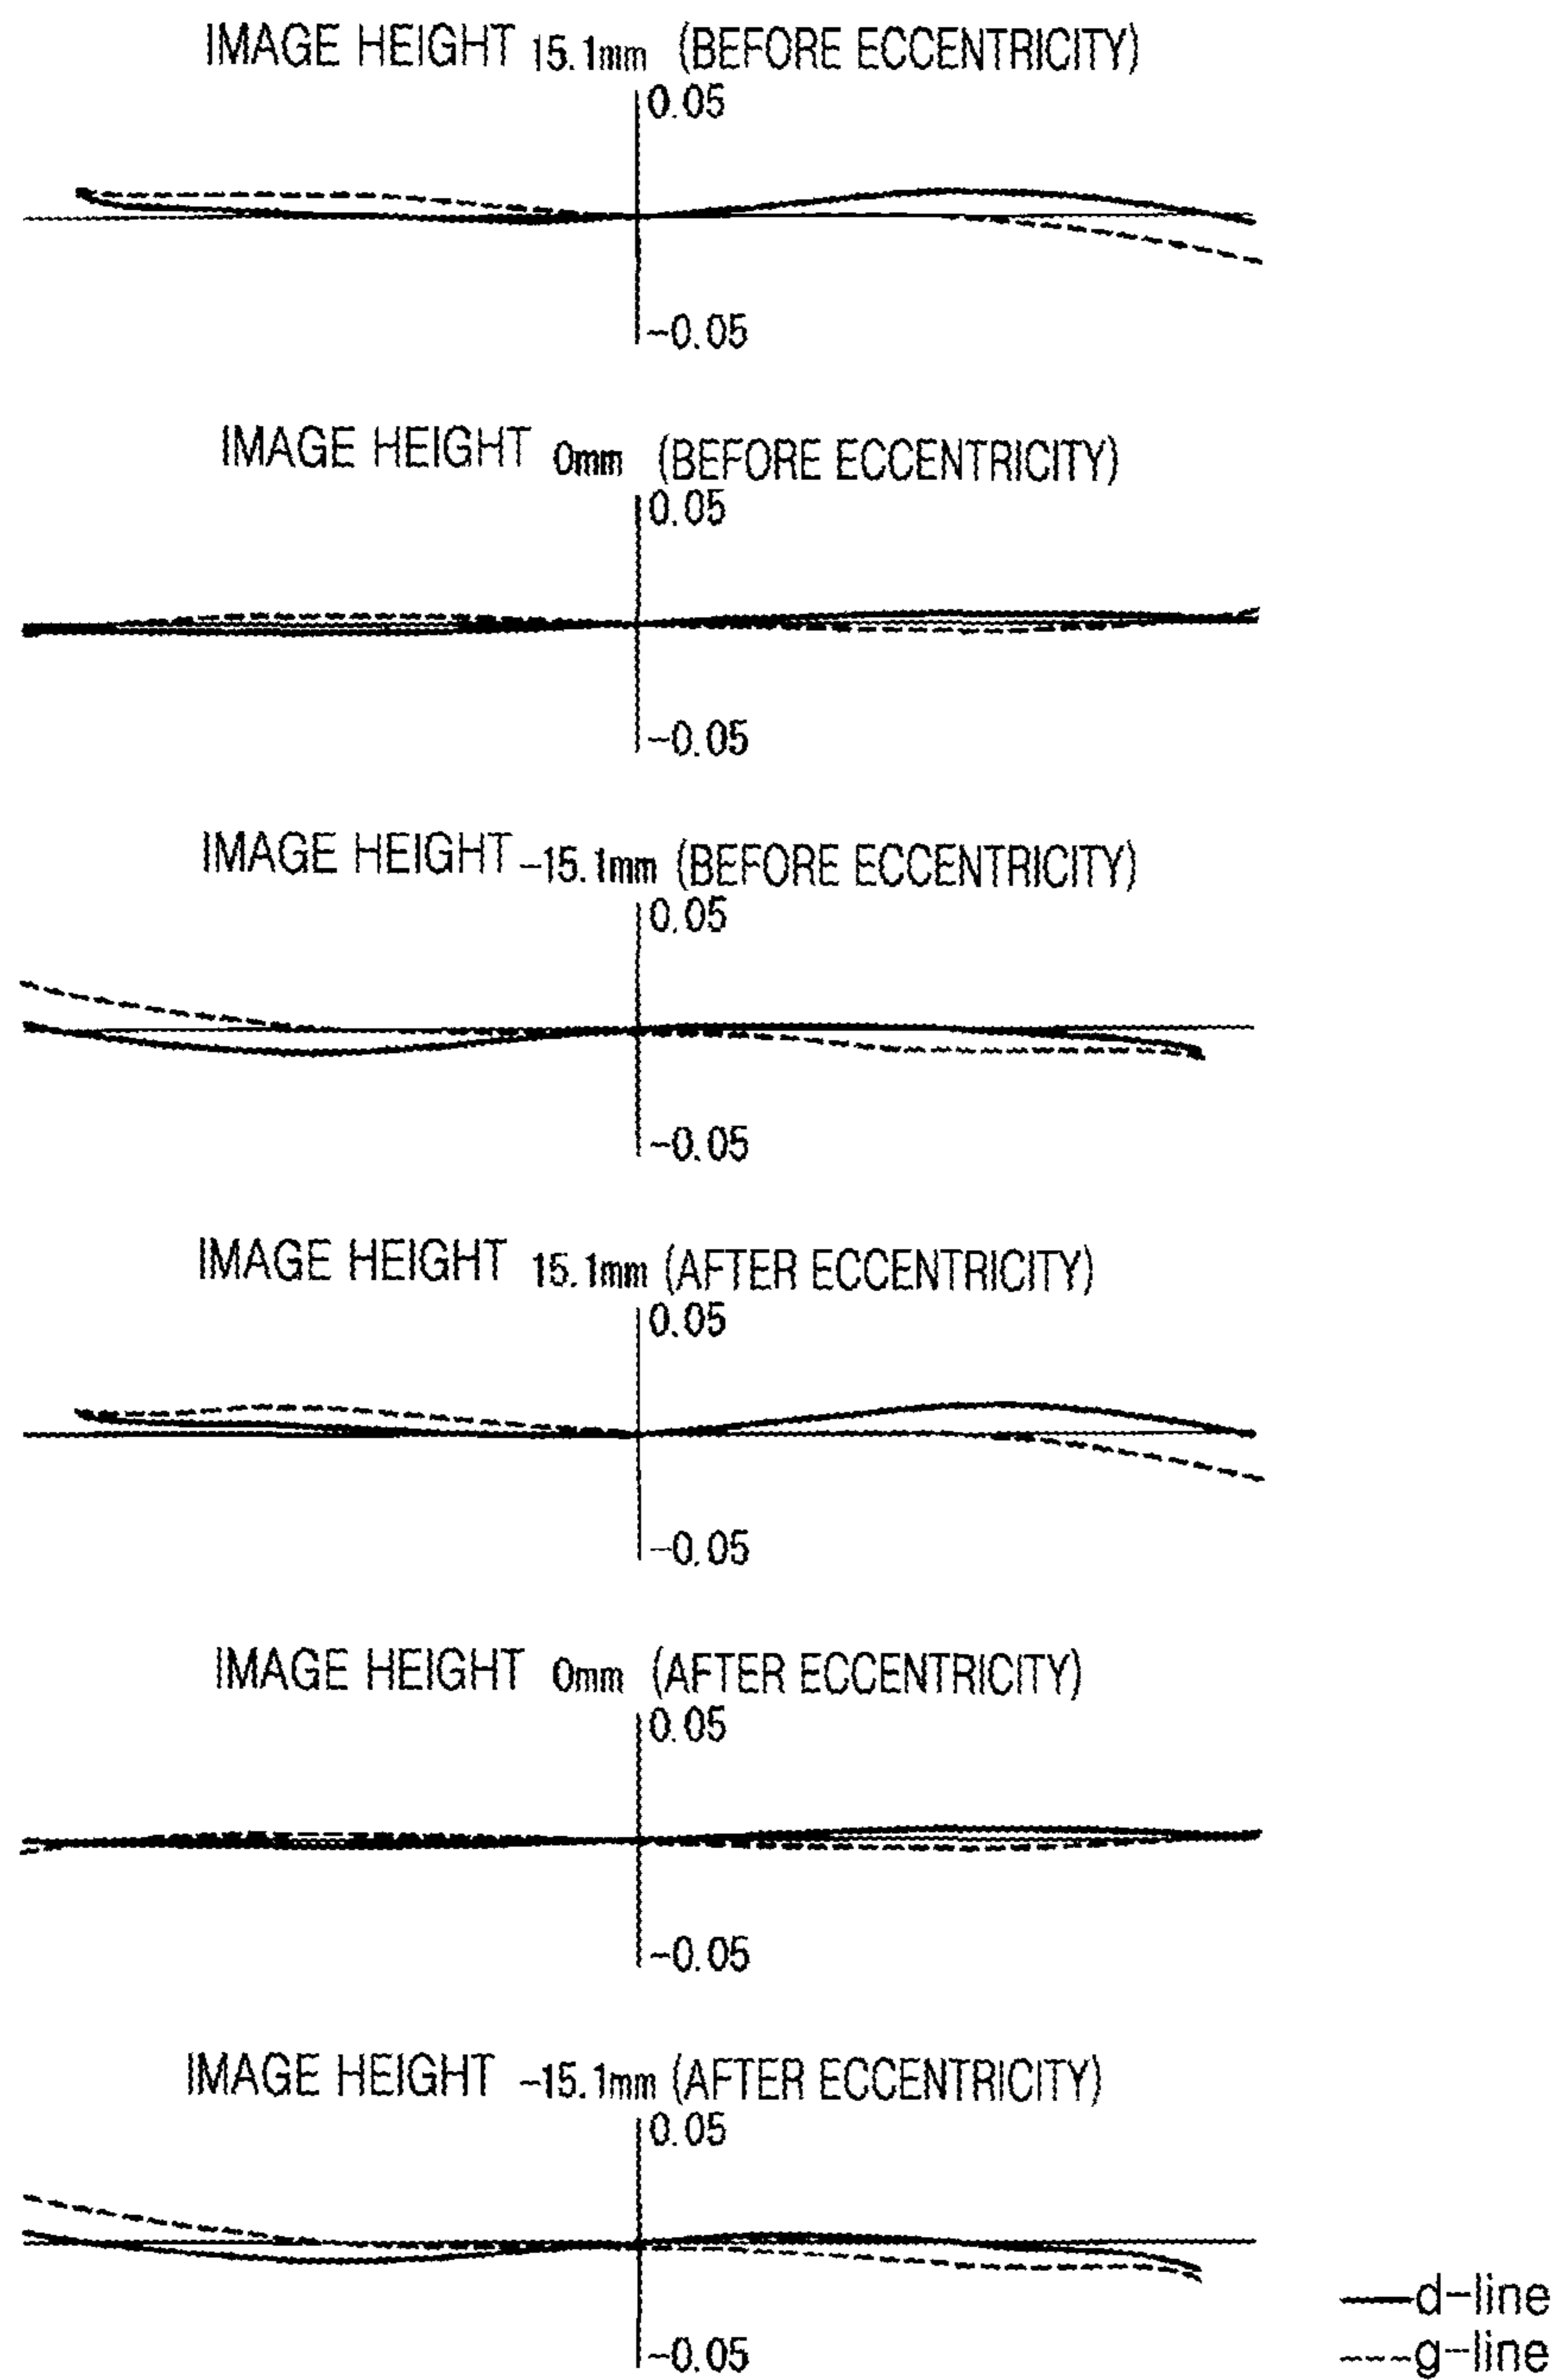 IMAGE HEIGHT 15.1mm (BEFORE ECCENTRICITY)
0.05
-0.05
IMAGE HEIGHT 0mm (BEFORE ECCENTRICITY)
0.05
-0.05
IMAGE HEIGHT -15.1mm (BEFORE ECCENTRICITY)
0.05
-0.05
IMAGE HEIGHT 15.1mm (AFTER ECCENTRICITY)
0.05
-0.05
IMAGE HEIGHT 0mm (AFTER ECCENTRICITY)
0.05
-0.05
IMAGE HEIGHT -15.1mm (AFTER ECCENTRICITY)
0.05
-0.05
d-line
g-line